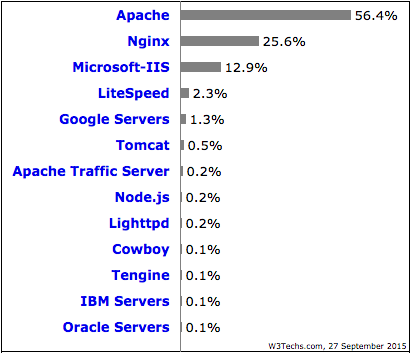 Apache 56.4%
Nginx 25.6%
Microsoft-IIS 12.9%
LiteSpeed 2.3%
Google Servers 1.3%
Tomcat 0.5%
Apache Traffic Server 0.2%
Node.js 0.2%
Lighttpd 0.2%
Cowboy 0.1%
Tengine 0.1%
IBM Servers 0.1%
Oracle Servers 0.1%
W3Techs.com, 27 September 2015